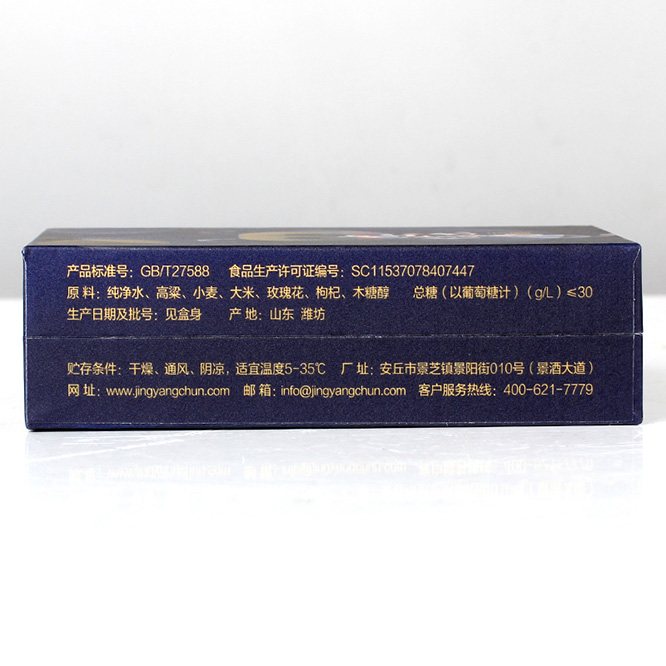 产品标准号：GB/T27588 食品生产许可证编号：SC11537078407447
原 料：纯净水、高粱、小麦、大米、玫瑰花、枸杞、木糖醇 总糖（以葡萄糖计）（g/L）≤30
生产日期及批号：见盒身 产 地：山东 潍坊
贮存条件：干燥、通风、阴凉，适宜温度5-35℃ 厂 址：安丘市景芝镇景阳街010号（景酒大道）
网 址：www.jingyangchun.com 邮 箱：info@jingyangchun.com 客户服务热线：400-621-7779